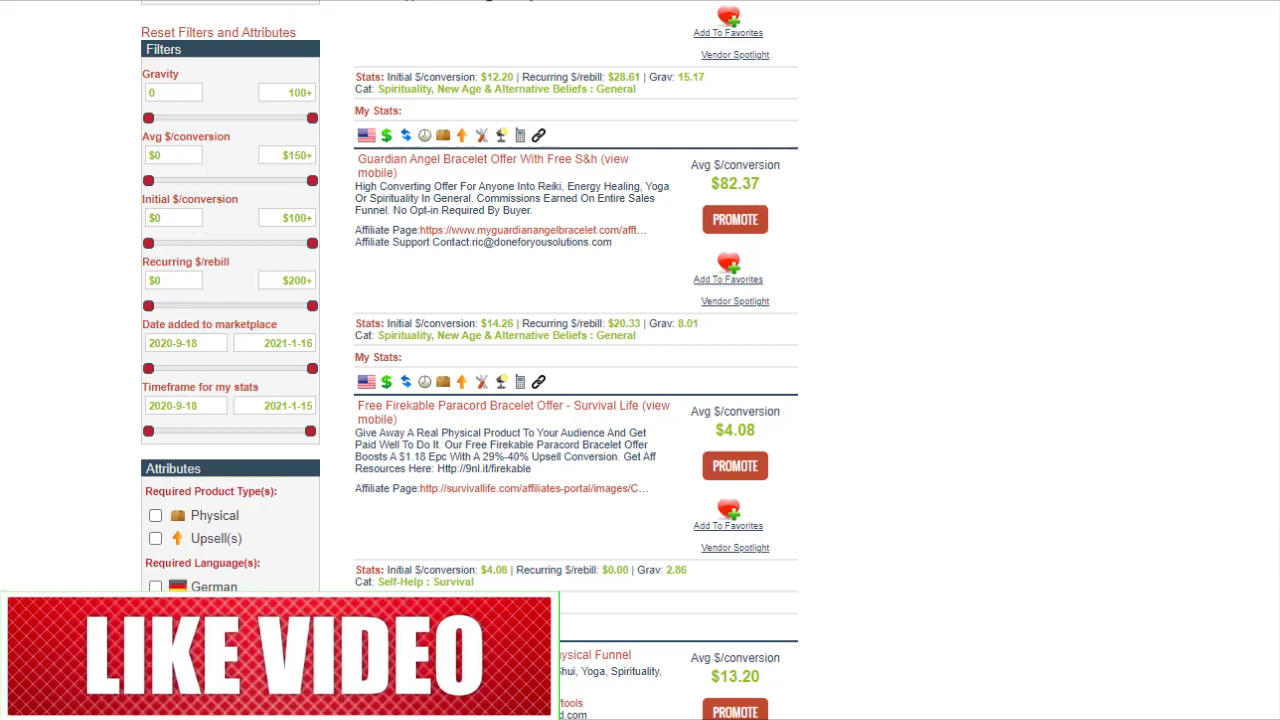 Reset Filters and Attributes
Filters
Gravity
0 100+
Avg $/conversion
$0 $150+
Initial $/conversion
$0 $100+
Recurring $/rebill
$0 $200+
Date added to marketplace
2020-9-18 2021-1-16
Timeframe for my stats
2020-9-18 2021-1-15
Attributes
Required Product Type(s):
Physical
Upsell(s)
Required Language(s):
German
Add To Favorites
Vendor Spotlight
Stats: Initial $/conversion: $12.20 | Recurring $/rebill: $28.61 | Grav: 15.17
Cat: Spirituality, New Age & Alternative Beliefs : General
My Stats:
Guardian Angel Bracelet Offer With Free S&h (view
mobile)
High Converting Offer For Anyone Into Reiki, Energy Healing, Yoga
Or Spirituality In General. Commissions Earned On Entire Sales
Funnel. No Opt-in Required By Buyer.
Affiliate Page:https://www.myguardianangelbracelet.com/afft...
Affiliate Support Contact:ric@doneforyousolutions.com
Avg $/conversion
$82.37
PROMOTE
Add To Favorites
Vendor Spotlight
Stats: Initial $/conversion: $14.26 | Recurring $/rebill: $20.33 | Grav: 8.01
Cat: Spirituality, New Age & Alternative Beliefs : General
My Stats:
Free Firekable Paracord Bracelet Offer - Survival Life (view
mobile)
Give Away A Real Physical Product To Your Audience And Get
Paid Well To Do It. Our Free Firekable Paracord Bracelet Offer
Boosts A $1.18 Epc With A 29%-40% Upsell Conversion. Get Aff
Resources Here: Http://9nl.it/firekable
Affiliate Page:http://survivallife.com/affiliates-portal/images/C...
Avg $/conversion
$4.08
PROMOTE
Add To Favorites
Vendor Spotlight
Stats: Initial $/conversion: $4.08 | Recurring $/rebill: $0.00 | Grav: 2.86
Cat: Self-Help : Survival
ysical Funnel
Shui, Yoga, Spirituality,
tools
d.com
Avg $/conversion
$13.20
PROMOTE
LIKE VIDEO